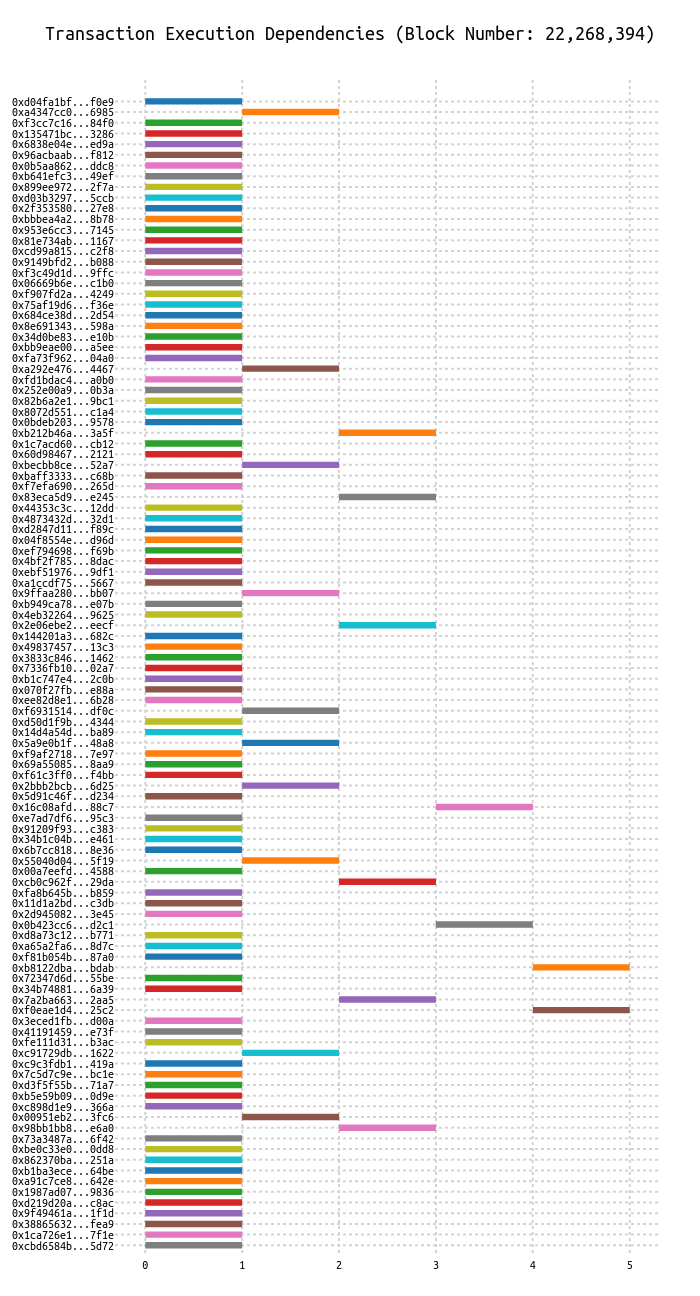 Transaction Execution Dependencies (Block Number: 22,268,394)
0xd04fa1bf...f0e9
0xa4347cc0...6985
0xf3cc7c16...84f0
0x135471bc...3286
0x6838e04e...ed9a
0x96acbaab...f812
0x0b5aa862...ddc8
0xb641efc3...49ef
0x899ee972...2f7a
0xd03b3297...5ccb
0x2f353580...27e8
0xbbbea4a2...8b78
0x953e6cc3...7145
0x81e734ab...1167
0xcd99a815...c2f8
0x9149bfd2...b088
0xf3c49d1d...9ffc
0x06669b6e...c1b0
0xf907fd2a...4249
0x75af19d6...f36e
0x684ce38d...2d54
0x8e691343...598a
0x34d0be83...e10b
0xbb9eae00...a5ee
0xfa73f962...04a0
0xa292e476...4467
0xfd1bdac4...a0b0
0x252e00a9...0b3a
0x82b6a2e1...9bc1
0x8072d551...c1a4
0x0bdeb203...9578
0xb212b46a...3a5f
0x1c7acd60...cb12
0x60d98467...2121
0xbecbb8ce...52a7
0xbaff3333...c68b
0xf7efa690...265d
0x83eca5d9...e245
0x44353c3c...12dd
0x4873432d...32d1
0xd2847d11...f89c
0x04f8554e...d96d
0xef794698...f69b
0x4bf2f785...8dac
0xebf51976...9df1
0xa1ccdf75...5667
0x9ffaa280...bb07
0xb949ca78...e07b
0x4eb32264...9625
0x2e06ebe2...eecf
0x144201a3...682c
0x49837457...13c3
0x3833c846...1462
0x7336fb10...02a7
0xb1c747e4...2c0b
0x070f27fb...e88a
0xee82d8e1...6b28
0xf6931514...df0c
0xd50d1f9b...4344
0x14d4a54d...ba89
0x5a9e0b1f...48a8
0xf9af2718...7e97
0x69a55085...8aa9
0xf61c3ff0...f4bb
0x2bbb2bcb...6d25
0x5d91c46f...d234
0x16c08afd...88c7
0xe7ad7df6...95c3
0x91209f93...c383
0x34b1c04b...e461
0x6b7cc818...8e36
0x55040d04...5f19
0x00a7eefd...4588
0xcb0c962f...29da
0xfa8b645b...b859
0x11d1a2bd...c3db
0x2d945082...3e45
0x0b423cc6...d2c1
0xd8a73c12...b771
0xa65a2fa6...8d7c
0xf81b054b...87a0
0xb8122dba...bdab
0x72347d6d...55be
0x34b74881...6a39
0x7a2ba663...2aa5
0xf0eae1d4...25c2
0x3eced1fb...d00a
0x41191459...e73f
0xfe111d31...b3ac
0xc91729db...1622
0xc9c3fdb1...419a
0x7c5d7c9e...bc1e
0xd3f5f55b...71a7
0xb5e59b09...0d9e
0xc898d1e9...366a
0x00951eb2...3fc6
0x98bb1bb8...e6a0
0x73a3487a...6f42
0xbe0c33e0...0dd8
0x862370ba...251a
0xb1ba3ece...64be
0xa91c7ce8...642e
0x1987ad07...9836
0xd219d20a...c8ac
0x9f49461a...1f1d
0x38865632...fea9
0x1ca726e1...7f1e
0xcbd6584b...5d72
0 1 2 3 4 5